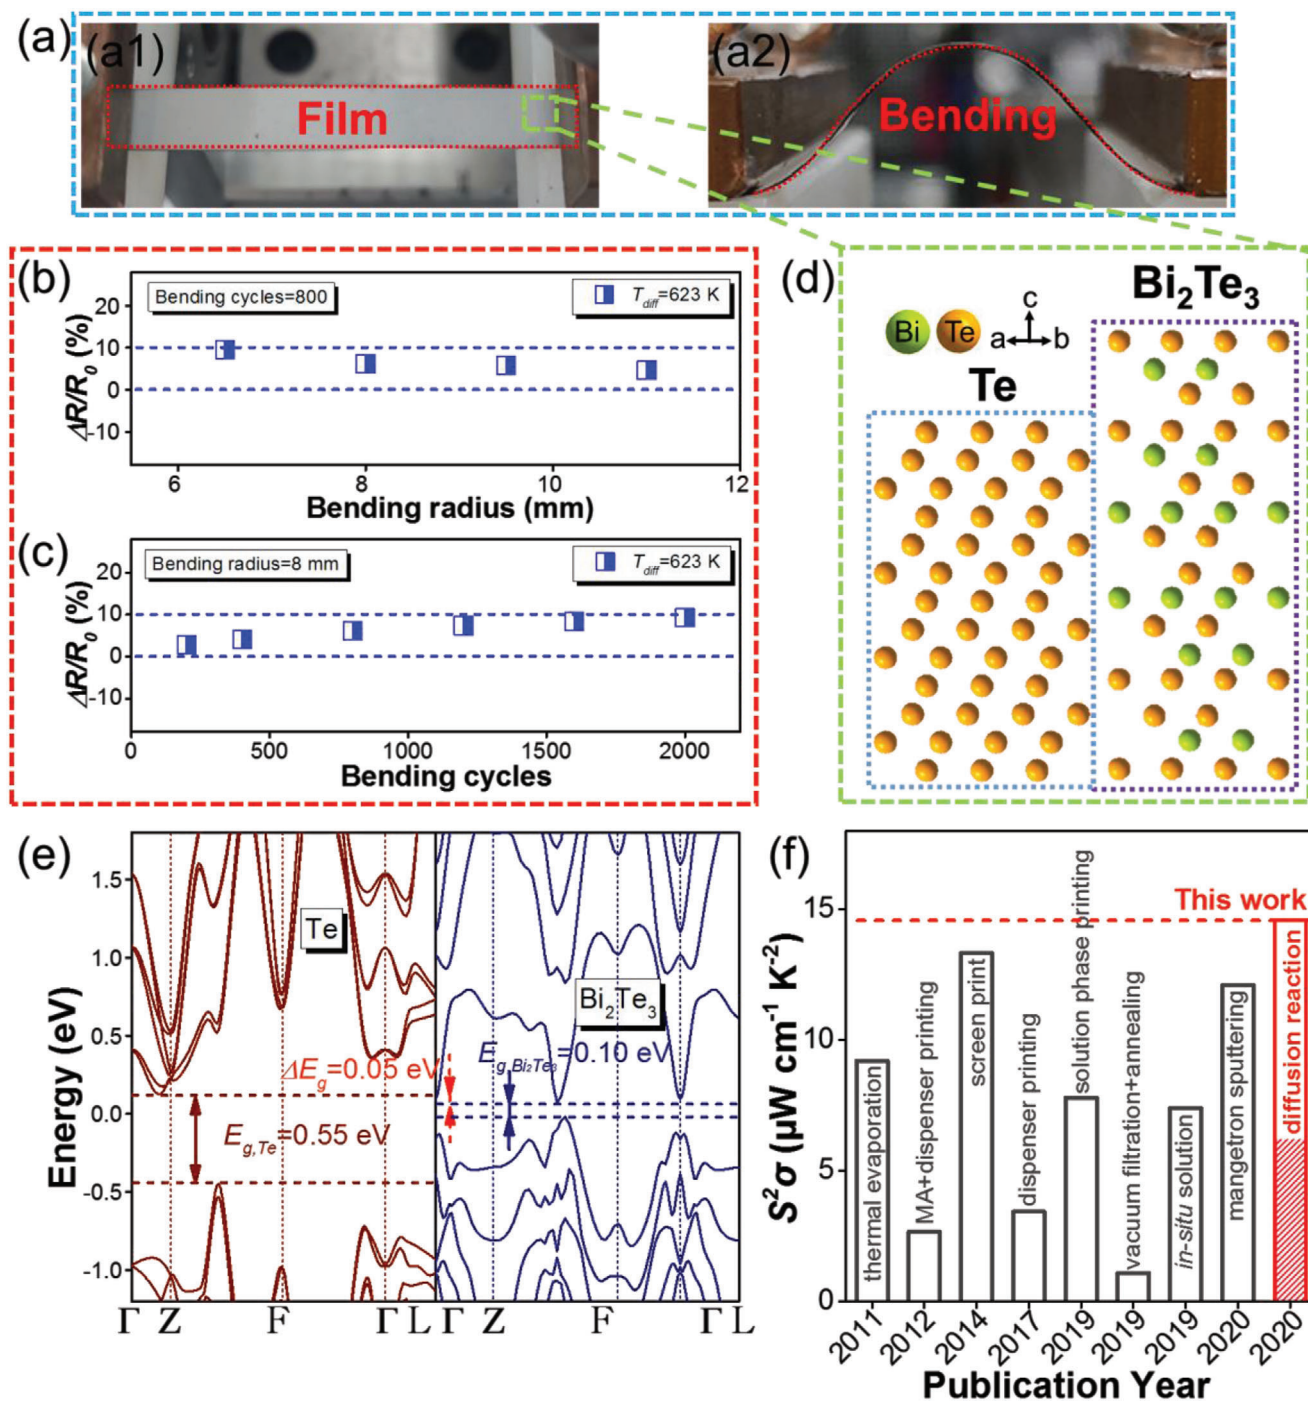 (a)
(a1)
Film
(a2)
Bending
(b)
Bending cycles=800
T_diff=623 K
20
10
0
-10
ΔR/R_0 (%)
6
8
10
12
Bending radius (mm)
(c)
Bending radius=8 mm
T_diff=623 K
20
10
0
-10
ΔR/R_0 (%)
0
500
1000
1500
2000
Bending cycles
(d)
Bi₂Te₃
Bi
Te
c
a
b
Te
(e)
Te
Bi₂Te₃
1.5
1.0
0.5
0.0
-0.5
-1.0
Energy (eV)
ΔE_g=0.05 eV
E_g,Bi₂Te₃=0.10 eV
E_g,Te=0.55 eV
Γ Z F Γ L Γ Z F Γ L
(f)
This work
15
10
5
0
S²σ (µW cm⁻¹ K⁻²)
thermal evaporation
MA+dispenser printing
screen print
dispenser printing
solution phase printing
vacuum filtration+annealing
in-situ solution
mangetron sputtering
diffusion reaction
2011
2012
2014
2017
2019
2019
2019
2020
2020
Publication Year